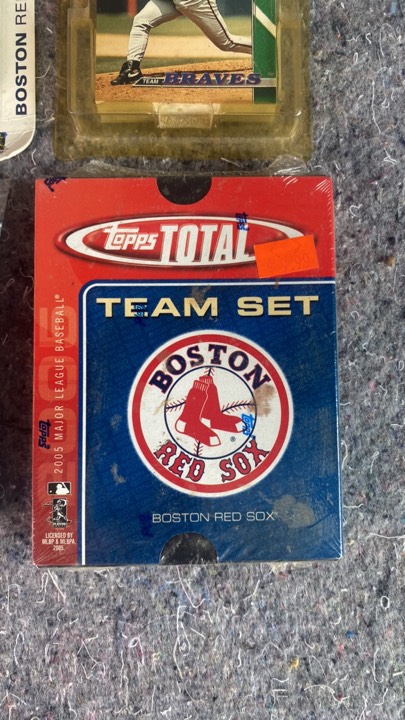 BOSTON RE
TEAM BRAVES
Topps TOTAL
TEAM SET
BOSTON
RED SOX
®
BOSTON RED SOX
2005 MAJOR LEAGUE BASEBALL®
Topps
LICENSED BY
MLBP & MLBPA
2005.